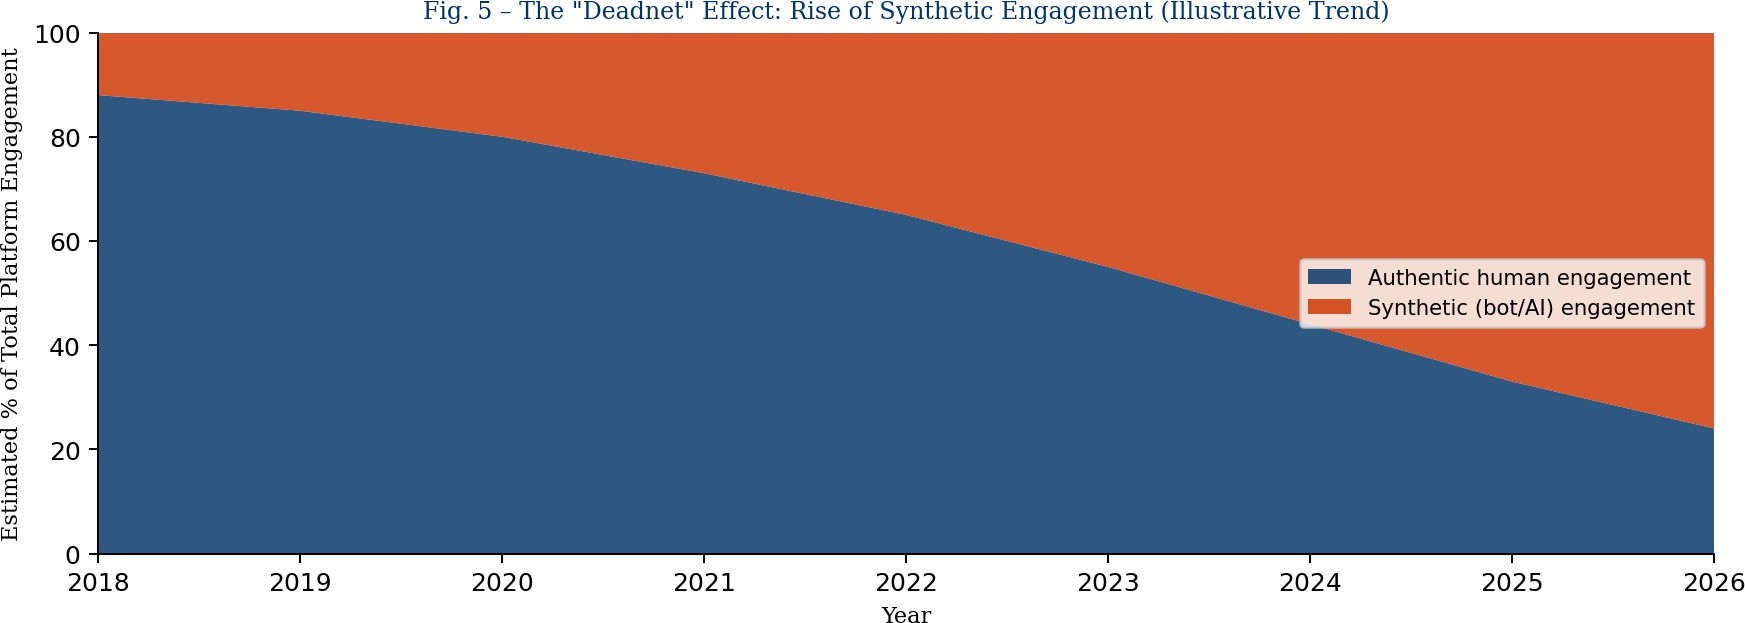 Fig. 5 – The "Deadnet" Effect: Rise of Synthetic Engagement (Illustrative Trend)
Estimated % of Total Platform Engagement
100
80
60
40
20
0
Authentic human engagement
Synthetic (bot/AI) engagement
2018 2019 2020 2021 2022 2023 2024 2025 2026
Year